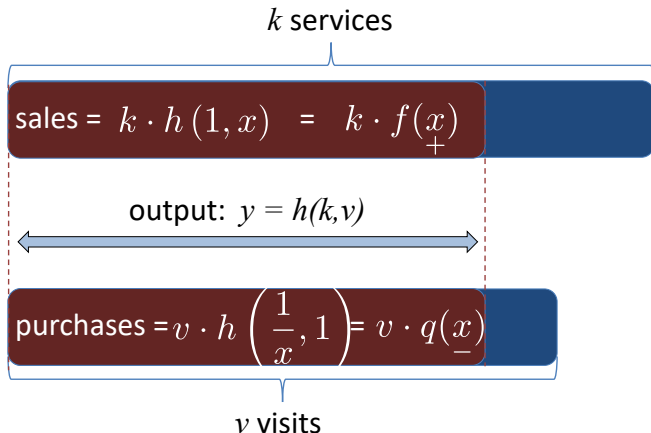 k services
sales = k · h (1, x) = k · f(x)
+
output: y = h(k,v)
purchases = v · h (1/x, 1) = v · q(x)
−
v visits